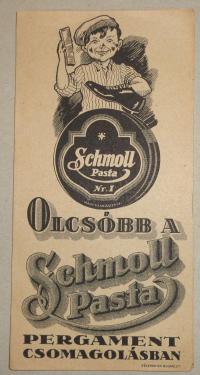 Schmoll
Pasta
Nr. 1
OLCSÓBB A
Schmoll
Pasta
PERGAMENT
CSOMAGOLÁSBAN